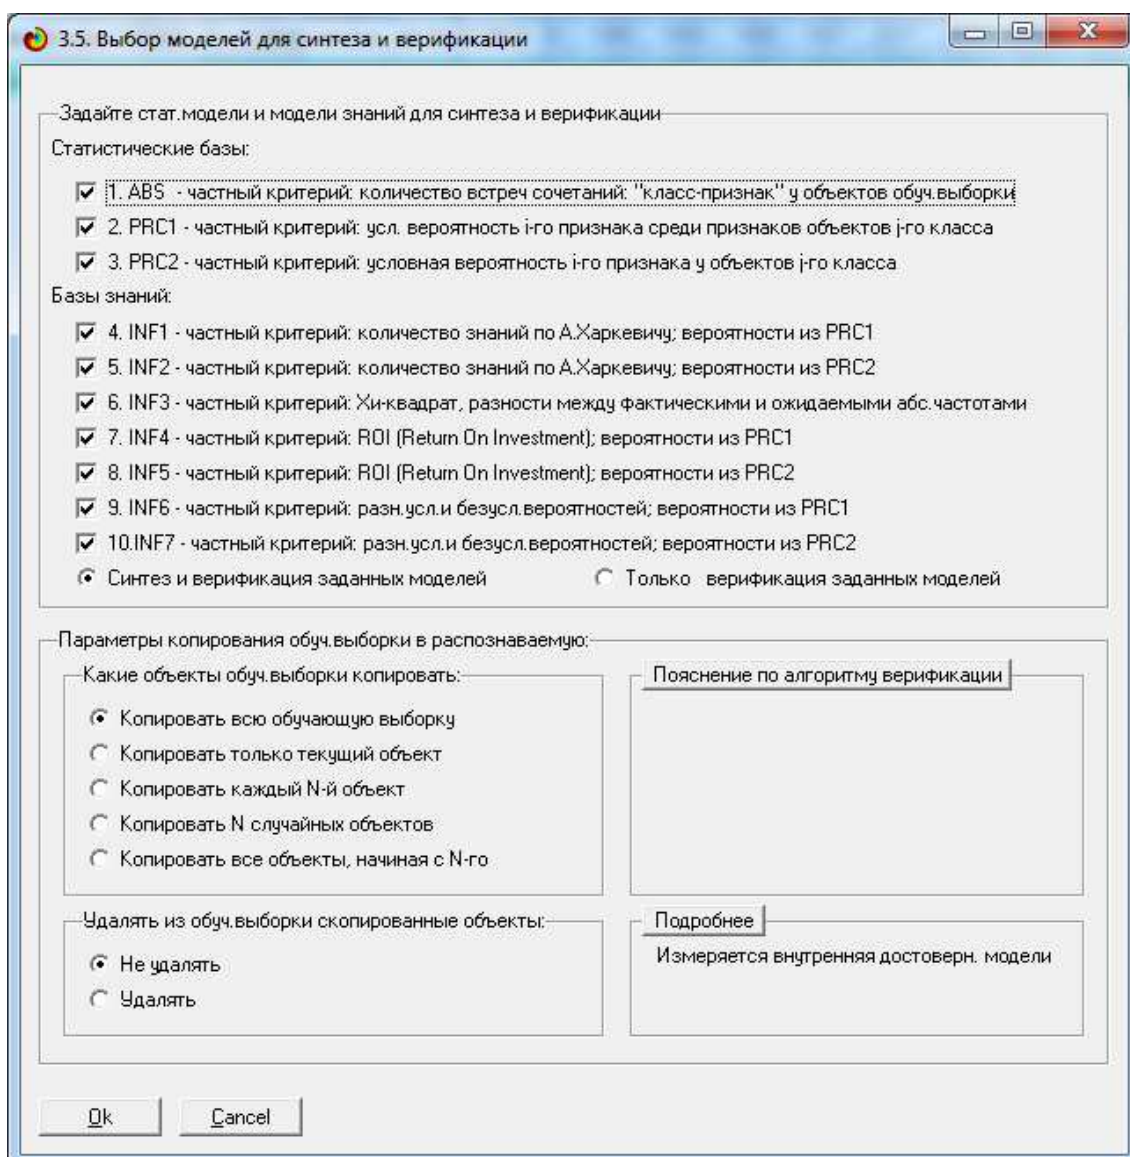 3.5. Выбор моделей для синтеза и верификации
Задайте стат.модели и модели знаний для синтеза и верификации
Статистические базы:
1. ABS - частный критерий: количество встреч сочетаний: "класс-признак" у объектов обуч.выборки
2. PRC1 - частный критерий: усл. вероятность i-го признака среди признаков объектов j-го класса
3. PRC2 - частный критерий: условная вероятность i-го признака у объектов j-го класса
Базы знаний:
4. INF1 - частный критерий: количество знаний по А.Харкевичу; вероятности из PRC1
5. INF2 - частный критерий: количество знаний по А.Харкевичу; вероятности из PRC2
6. INF3 - частный критерий: Хи-квадрат, разности между фактическими и ожидаемыми абс.частотами
7. INF4 - частный критерий: ROI (Return On Investment); вероятности из PRC1
8. INF5 - частный критерий: ROI (Return On Investment); вероятности из PRC2
9. INF6 - частный критерий: разн.усл.и безусл.вероятностей; вероятности из PRC1
10.INF7 - частный критерий: разн.усл.и безусл.вероятностей; вероятности из PRC2
Синтез и верификация заданных моделей Только верификация заданных моделей
Параметры копирования обуч.выборки в распознаваемую:
Какие объекты обуч.выборки копировать:
Копировать всю обучающую выборку
Копировать только текущий объект
Копировать каждый N-й объект
Копировать N случайных объектов
Копировать все объекты, начиная с N-го
Пояснение по алгоритму верификации
Удалять из обуч.выборки скопированные объекты:
Не удалять
Удалять
Подробнее
Измеряется внутренняя достоверн. модели
Ok Cancel